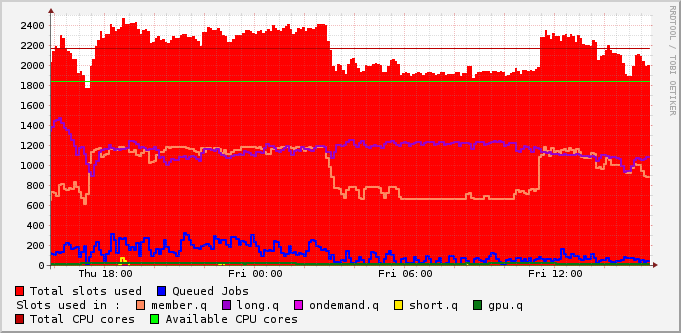 RRDTOOL / TOBI OETIKER
2400
2200
2000
1800
1600
1400
1200
1000
800
600
400
200
0
Thu 18:00 Fri 00:00 Fri 06:00 Fri 12:00
Total slots used Queued Jobs
Slots used in : member.q long.q ondemand.q short.q gpu.q
Total CPU cores Available CPU cores